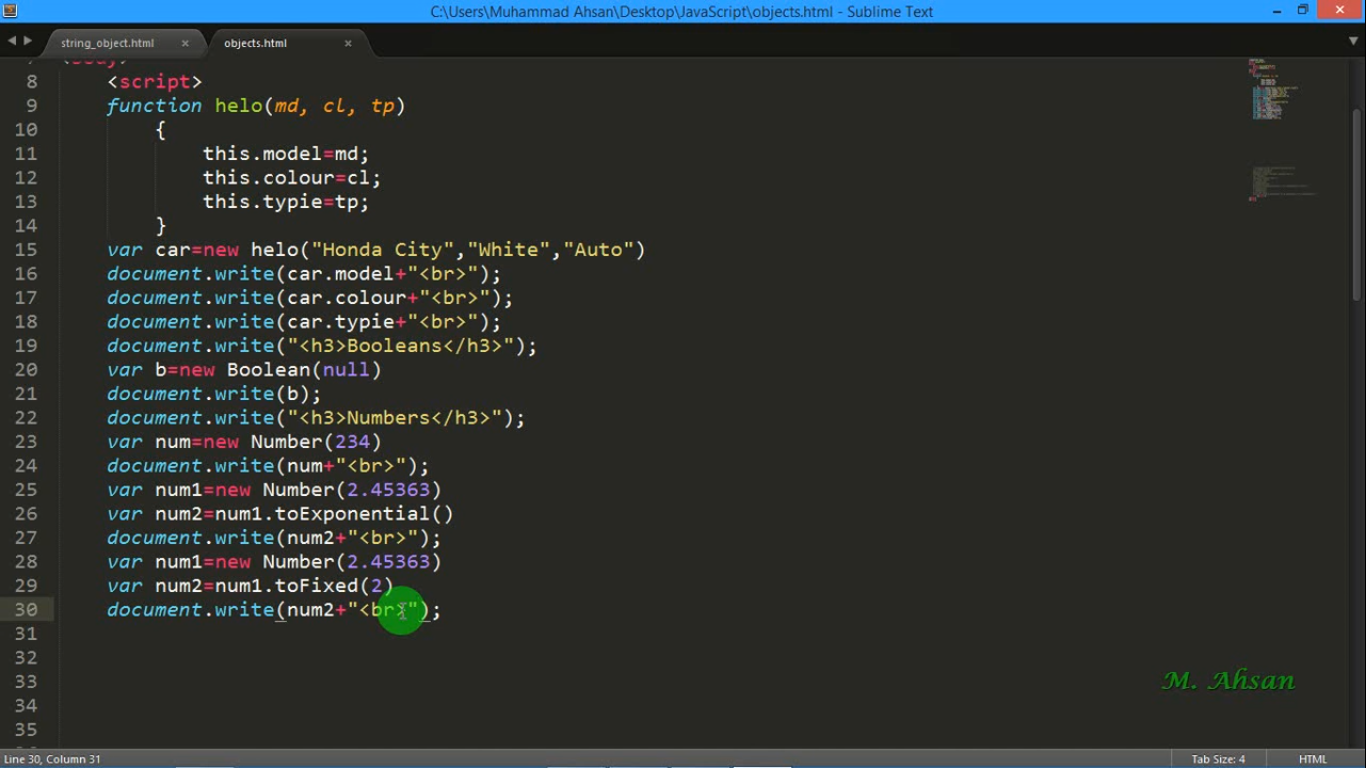 C:\Users\Muhammad Ahsan\Desktop\JavaScript\objects.html - Sublime Text
string_object.html × objects.html ×
8 <script>
9 function helo(md, cl, tp)
10 {
11 this.model=md;
12 this.colour=cl;
13 this.typie=tp;
14 }
15 var car=new helo("Honda City","White","Auto")
16 document.write(car.model+"<br>");
17 document.write(car.colour+"<br>");
18 document.write(car.typie+"<br>");
19 document.write("<h3>Booleans</h3>");
20 var b=new Boolean(null)
21 document.write(b);
22 document.write("<h3>Numbers</h3>");
23 var num=new Number(234)
24 document.write(num+"<br>");
25 var num1=new Number(2.45363)
26 var num2=num1.toExponential()
27 document.write(num2+"<br>");
28 var num1=new Number(2.45363)
29 var num2=num1.toFixed(2)
30 document.write(num2+"<br>");
31
32
33
34
35
M. Ahsan
Line 30, Column 31 Tab Size: 4 HTML